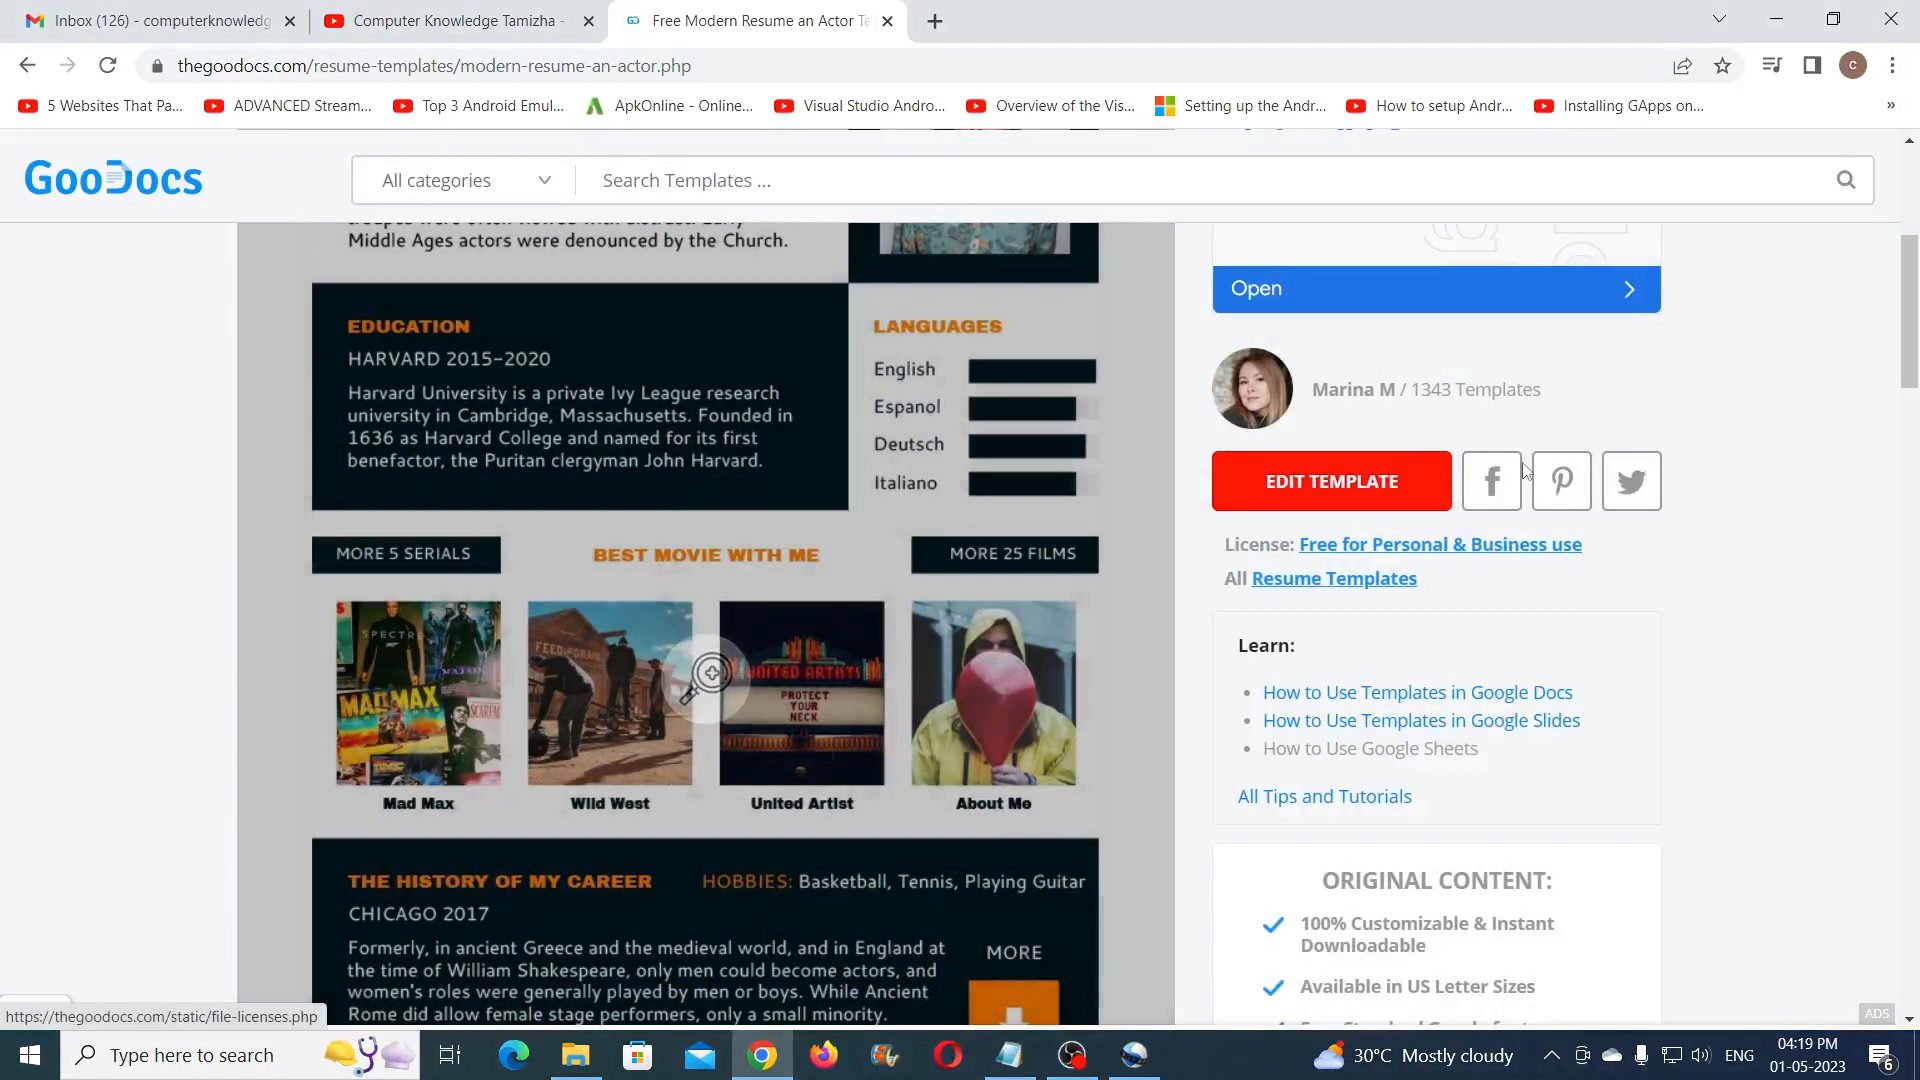 Inbox (126) - computerknowledg
Computer Knowledge Tamizha -
Free Modern Resume an Actor Te
thegoodocs.com/resume-templates/modern-resume-an-actor.php
c
5 Websites That Pa...
ADVANCED Stream...
Top 3 Android Emul...
ApkOnline - Online...
Visual Studio Andro...
Overview of the Vis...
Setting up the Andr...
How to setup Andr...
Installing GApps on...
»
GooDocs
All categories
Search Templates ...
Middle Ages actors were denounced by the Church.
EDUCATION
HARVARD 2015-2020
Harvard University is a private Ivy League research
university in Cambridge, Massachusetts. Founded in
1636 as Harvard College and named for its first
benefactor, the Puritan clergyman John Harvard.
LANGUAGES
English
Espanol
Deutsch
Italiano
MORE 5 SERIALS
BEST MOVIE WITH ME
MORE 25 FILMS
SPECTRE
MAD MAX
SCARFACE
FEED GRAIN
UNITED ARTISTS
PROTECT
YOUR
NECK
Mad Max
Wild West
United Artist
About Me
THE HISTORY OF MY CAREER
HOBBIES: Basketball, Tennis, Playing Guitar
CHICAGO 2017
Formerly, in ancient Greece and the medieval world, and in England at
the time of William Shakespeare, only men could become actors, and
women's roles were generally played by men or boys. While Ancient
Rome did allow female stage performers, only a small minority.
MORE
Open
Marina M / 1343 Templates
EDIT TEMPLATE
License: Free for Personal & Business use
All Resume Templates
Learn:
How to Use Templates in Google Docs
How to Use Templates in Google Slides
How to Use Google Sheets
All Tips and Tutorials
ORIGINAL CONTENT:
100% Customizable & Instant
Downloadable
Available in US Letter Sizes
ADS
https://thegoodocs.com/static/file-licenses.php
Type here to search
30°C Mostly cloudy
ENG
04:19 PM
01-05-2023
6